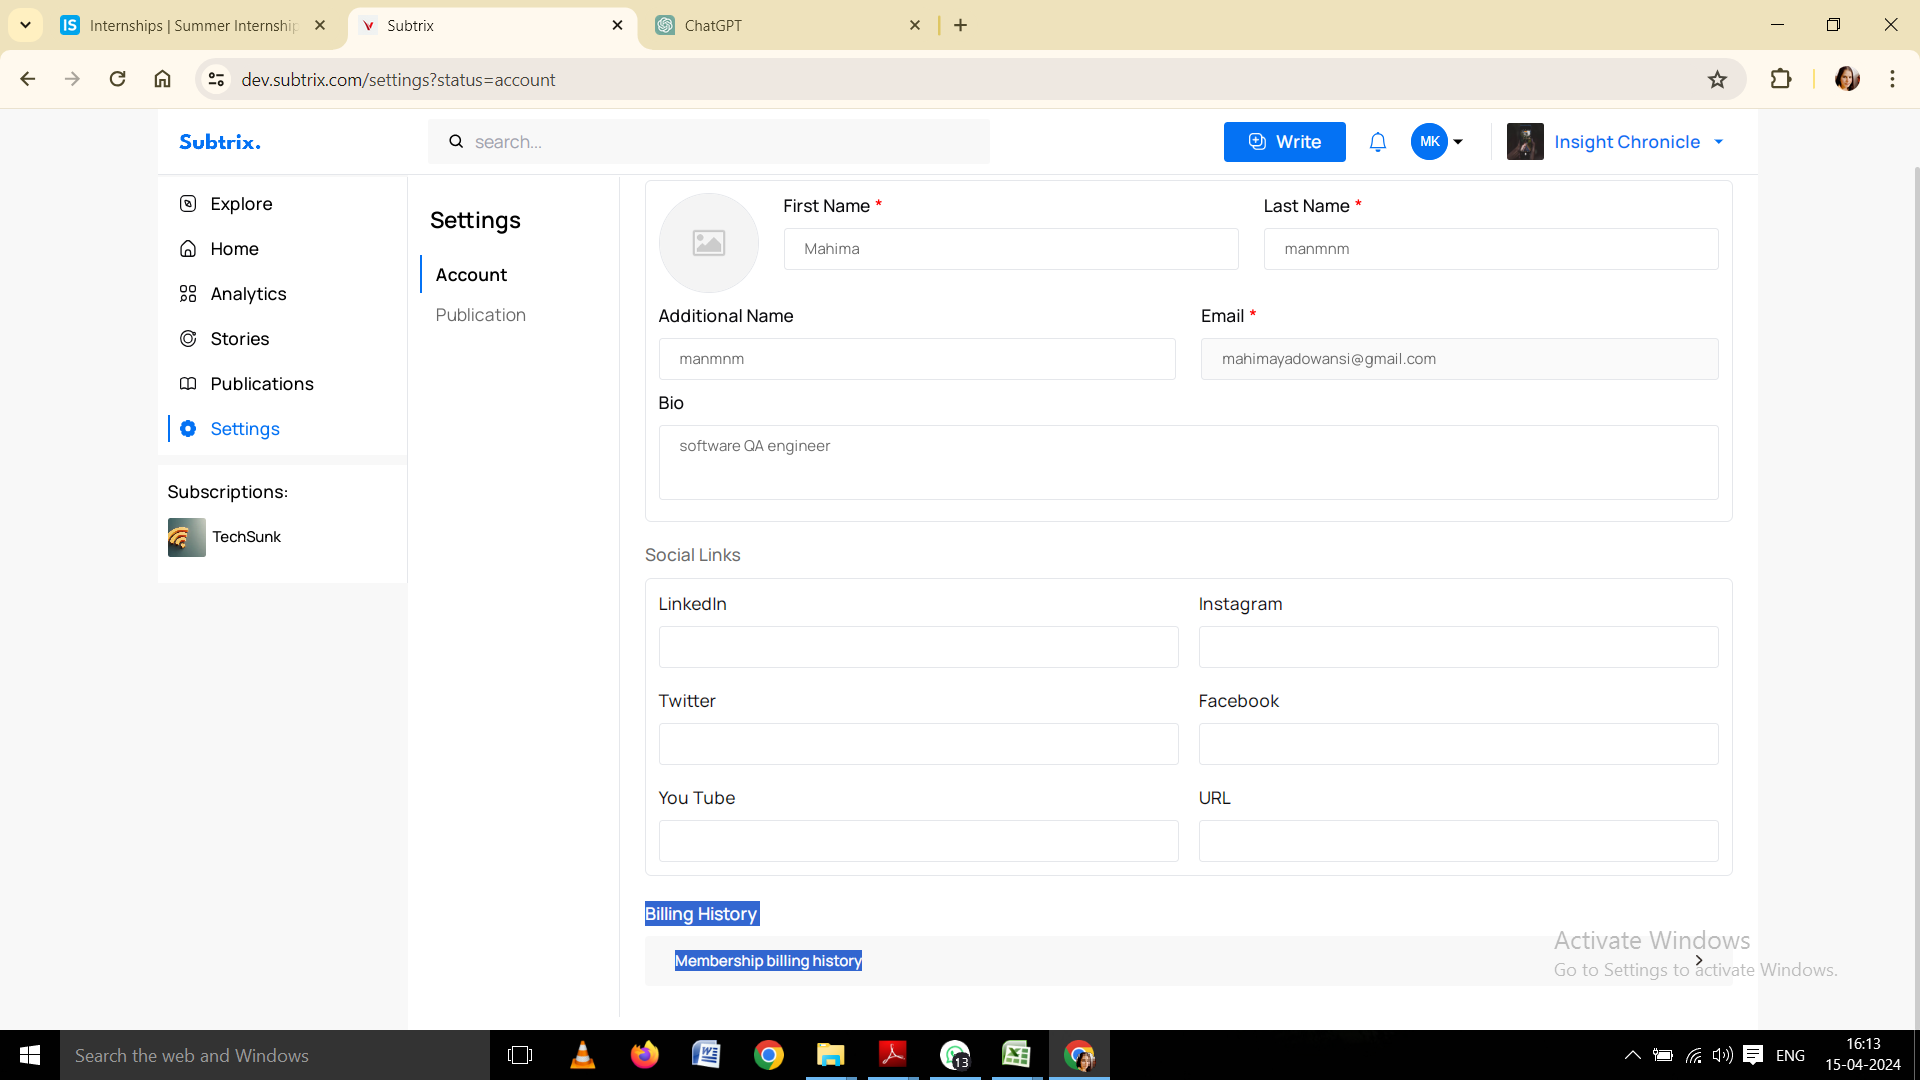 IS Internships | Summer Internship
Subtrix
ChatGPT
dev.subtrix.com/settings?status=account
Subtrix.
search...
Write
MK
Insight Chronicle
Explore
Home
Analytics
Stories
Publications
Settings
Subscriptions:
TechSunk
Settings
Account
Publication
First Name *
Mahima
Last Name *
manmnm
Additional Name
manmnm
Email *
mahimayadowansi@gmail.com
Bio
software QA engineer
Social Links
LinkedIn
Instagram
Twitter
Facebook
You Tube
URL
Billing History
Membership billing history
Activate Windows
Go to Settings to activate Windows.
Search the web and Windows
13
ENG
16:13
15-04-2024